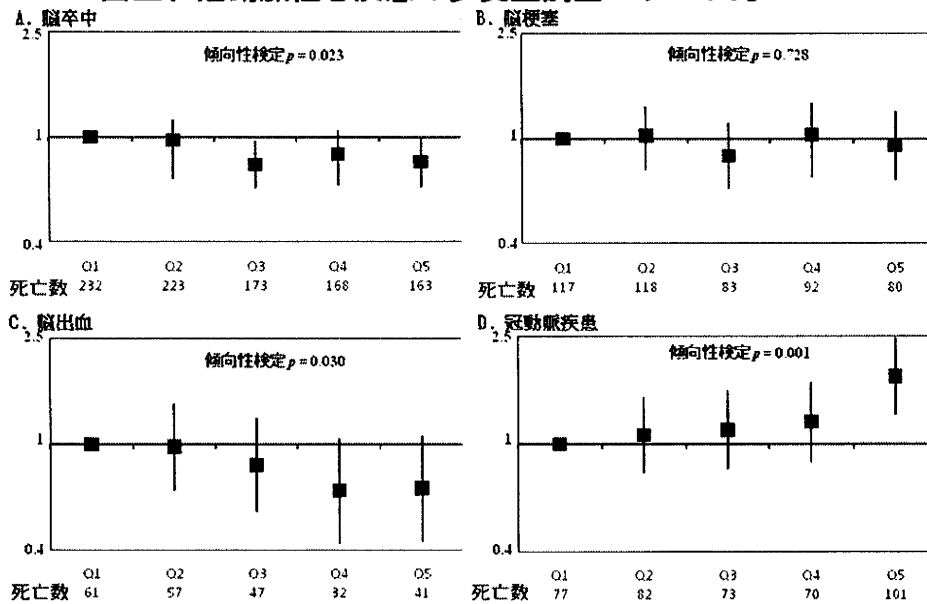 A. 脳卒中
2.5
傾向性検定 p = 0.023
1
0.4
Q1 Q2 Q3 Q4 Q5
死亡数 232 223 173 168 163
B. 脳梗塞
2.5
傾向性検定 p = 0.728
1
0.4
Q1 Q2 Q3 Q4 Q5
死亡数 117 118 83 92 80
C. 脳出血
2.5
傾向性検定 p = 0.030
1
0.4
Q1 Q2 Q3 Q4 Q5
死亡数 61 57 47 32 41
D. 冠動脈疾患
2.5
傾向性検定 p = 0.001
1
0.4
Q1 Q2 Q3 Q4 Q5
死亡数 77 82 73 70 101